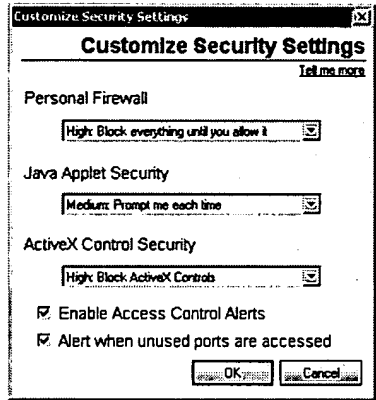 Customize Security Settings
Customize Security Settings
Tell me more
Personal Firewall
High: Block everything until you allow it
Java Applet Security
Medium: Prompt me each time
ActiveX Control Security
High: Block ActiveX Controls
Enable Access Control Alerts
Alert when unused ports are accessed
OK Cancel